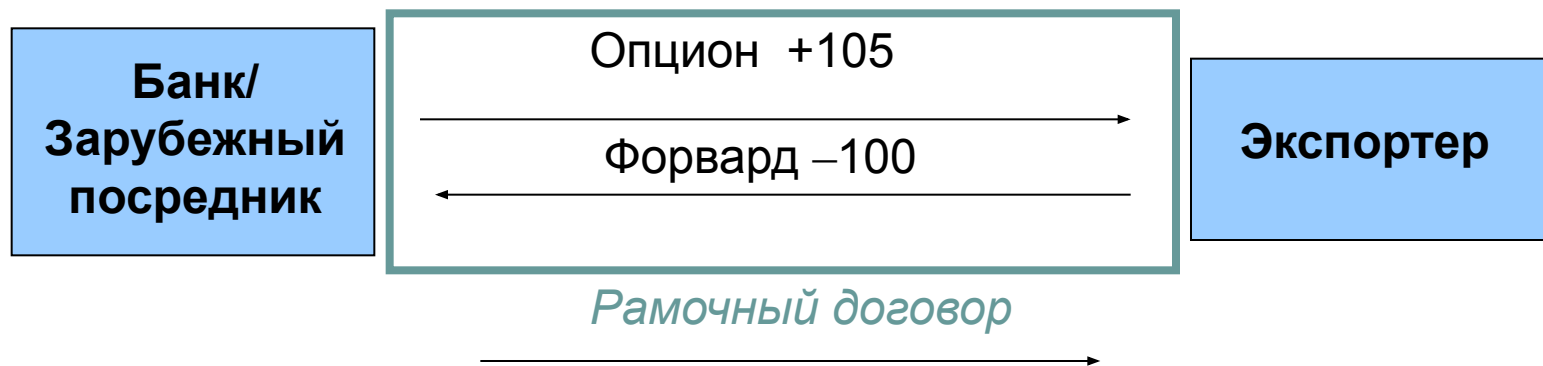 Банк/
Зарубежный
посредник
Опцион +105
Форвард –100
Экспортер
Рамочный договор